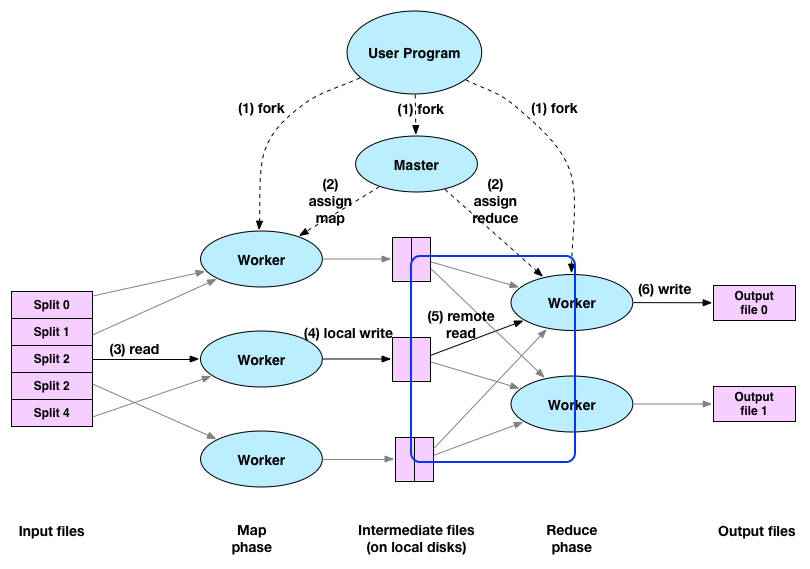 User Program
(1) fork
(1) fork
(1) fork
Master
(2)
assign
map
(2)
assign
reduce
Worker
Split 0
Split 1
Split 2
Split 2
Split 4
(3) read
Worker
(4) local write
Worker
(5) remote
read
Worker
(6) write
Output
file 0
Worker
Output
file 1
Input files
Map
phase
Intermediate files
(on local disks)
Reduce
phase
Output files